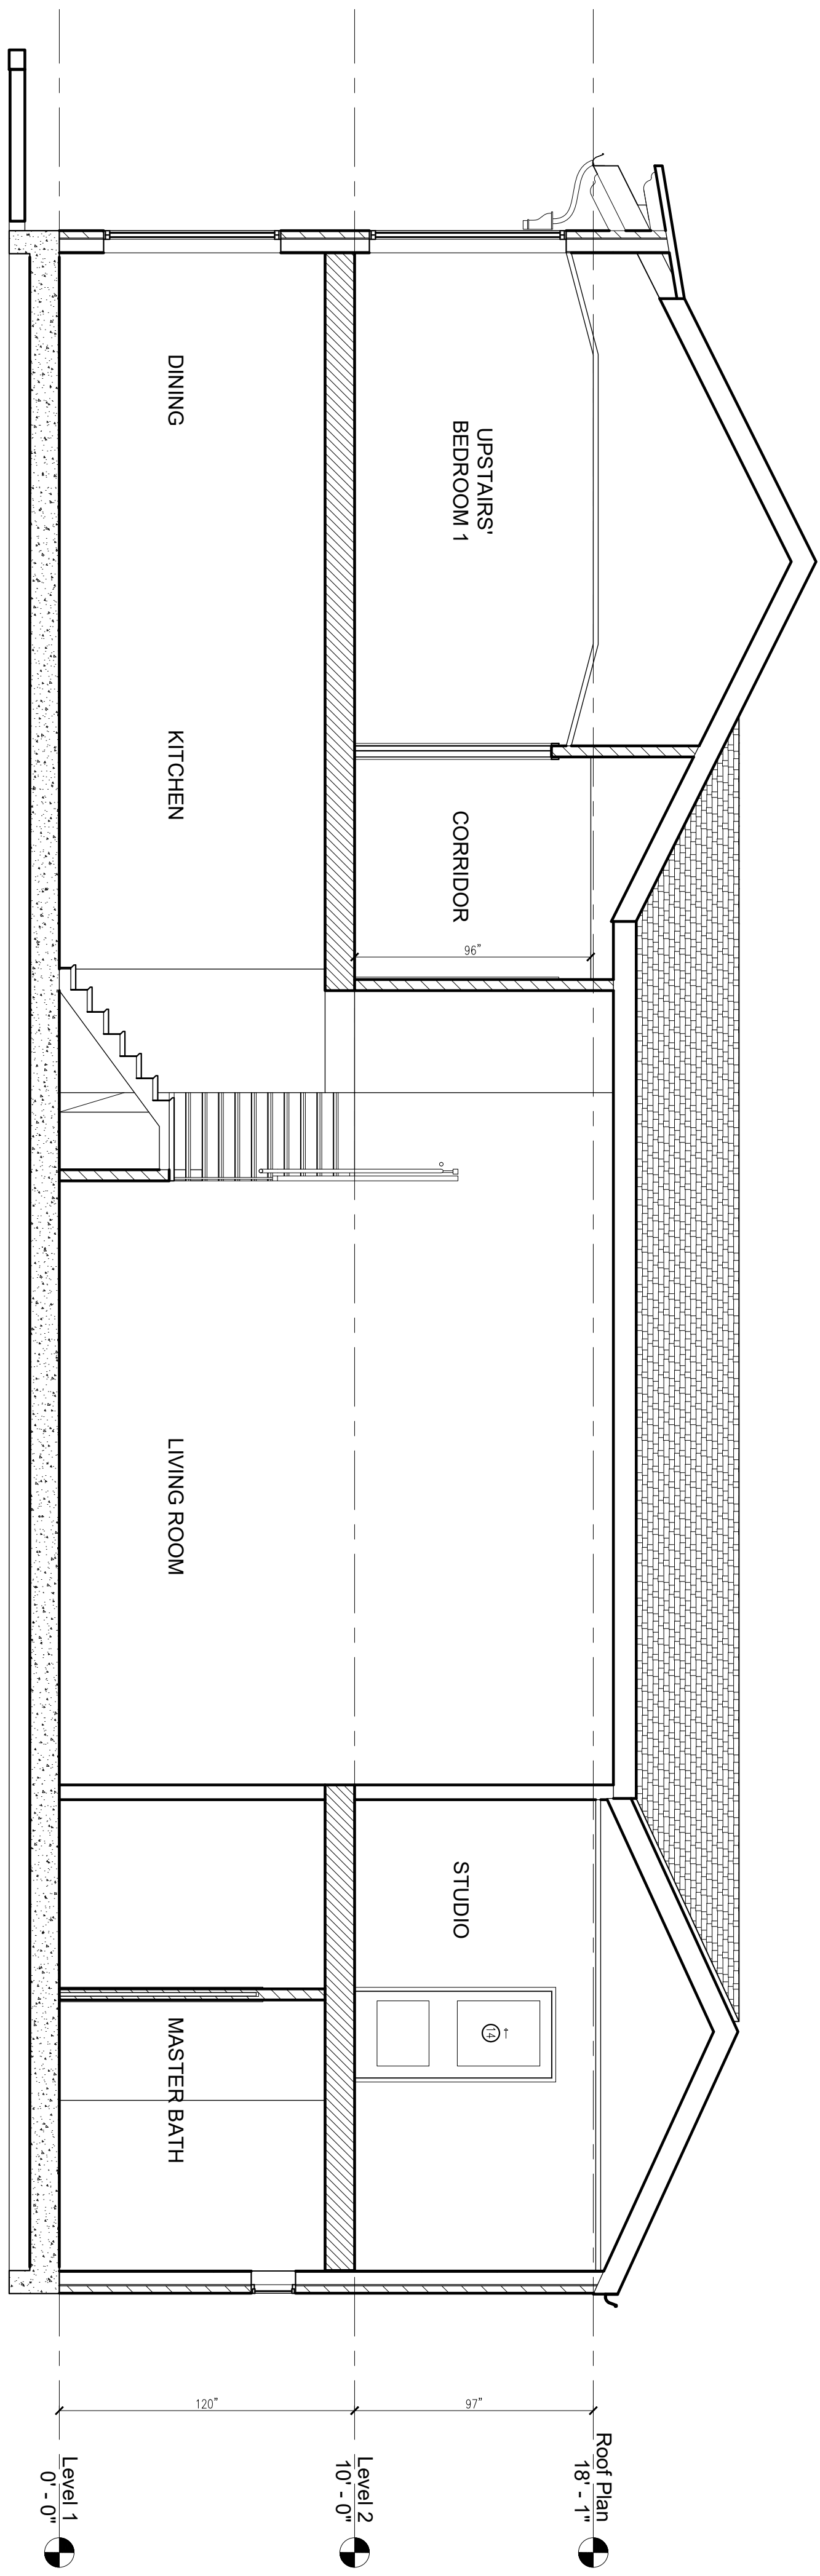 UPSTAIRS'
BEDROOM 1
CORRIDOR
96"
STUDIO
14
DINING
KITCHEN
LIVING ROOM
MASTER BATH
97"
120"
Roof Plan
18' - 1"
Level 2
10' - 0"
Level 1
0' - 0"